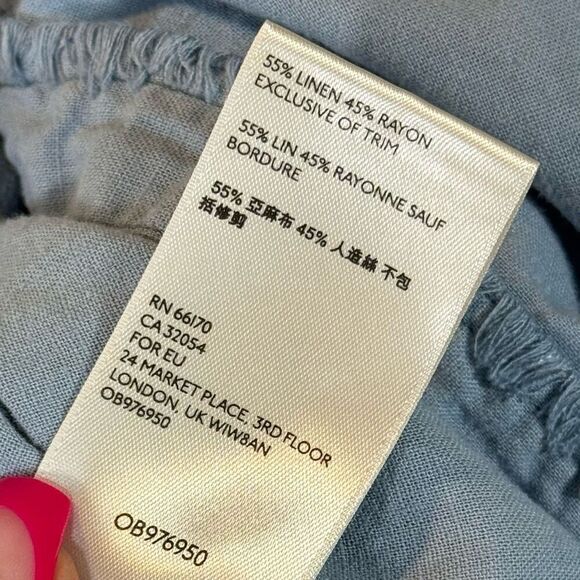 55% LINEN 45% RAYON
EXCLUSIVE OF TRIM
55% LIN 45% RAYONNE SAUF
BORDURE
55% 亞麻布 45% 人造絲 不包
括修剪
RN 66170
CA 32054
FOR EU
24 MARKET PLACE, 3RD FLOOR
LONDON, UK W1W8AN
OB976950
OB976950